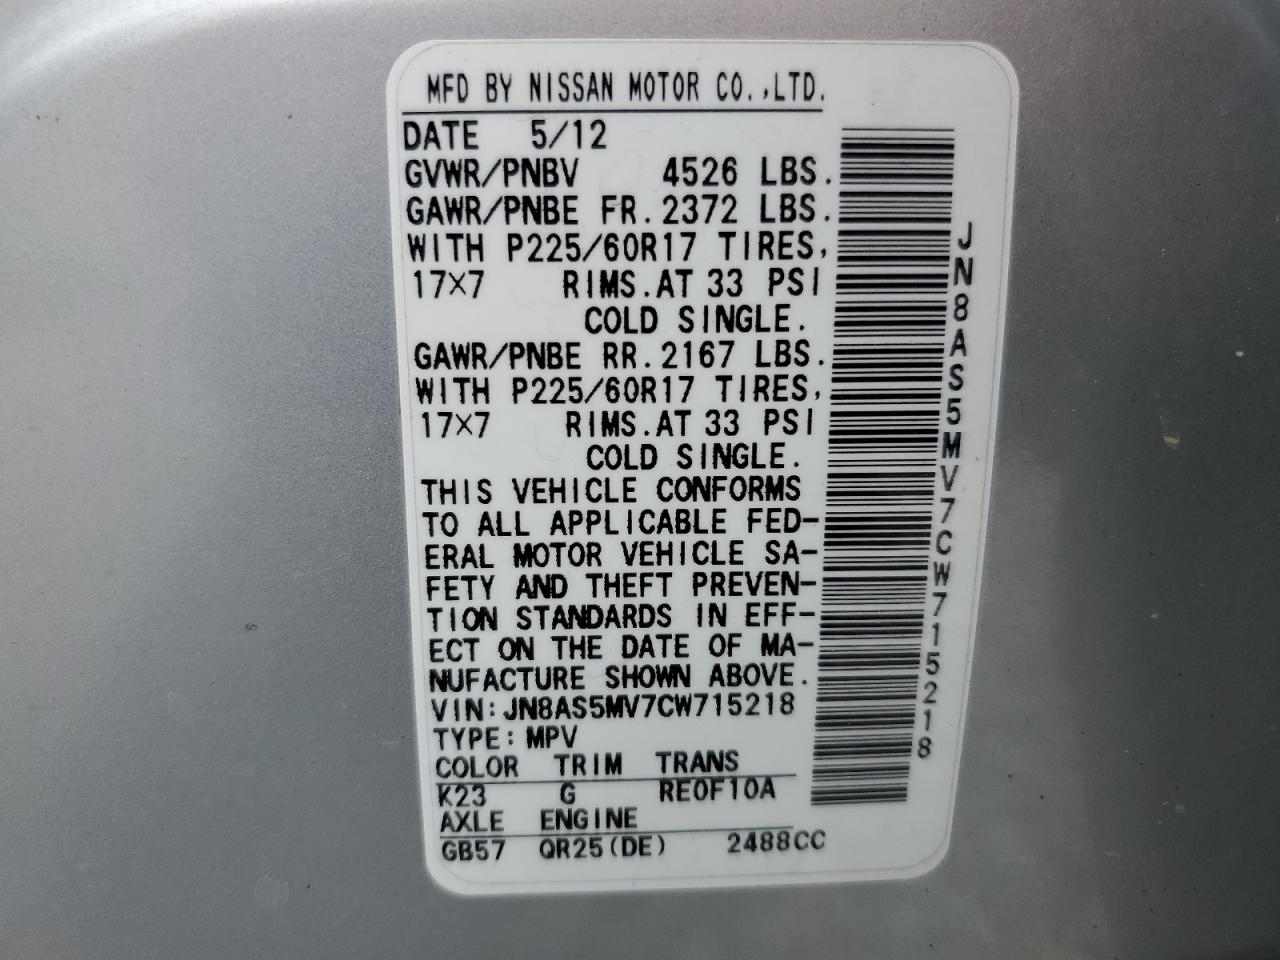 MFD BY NISSAN MOTOR CO.,LTD.
DATE 5/12
GVWR/PNBV 4526 LBS.
GAWR/PNBE FR. 2372 LBS.
WITH P225/60R17 TIRES,
17×7 RIMS. AT 33 PSI
COLD SINGLE.
GAWR/PNBE RR. 2167 LBS.
WITH P225/60R17 TIRES,
17×7 RIMS. AT 33 PSI
COLD SINGLE.
THIS VEHICLE CONFORMS
TO ALL APPLICABLE FED-
ERAL MOTOR VEHICLE SA-
FETY AND THEFT PREVEN-
TION STANDARDS IN EFF-
ECT ON THE DATE OF MA-
NUFACTURE SHOWN ABOVE.
VIN: JN8AS5MV7CW715218
TYPE: MPV
COLOR TRIM TRANS
K23 G RE0F10A
AXLE ENGINE
GB57 QR25(DE) 2488CC
JN8AS5MV7CW715218